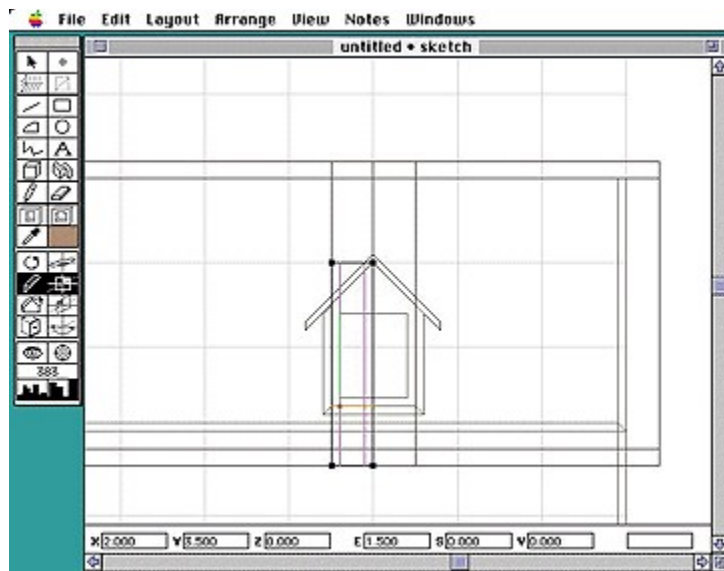 File Edit Layout Arrange View Notes Windows
untitled • sketch
A
383
X 2.000 Y 3.500 Z 0.000 E 1.500 S 0.000 V 0.000